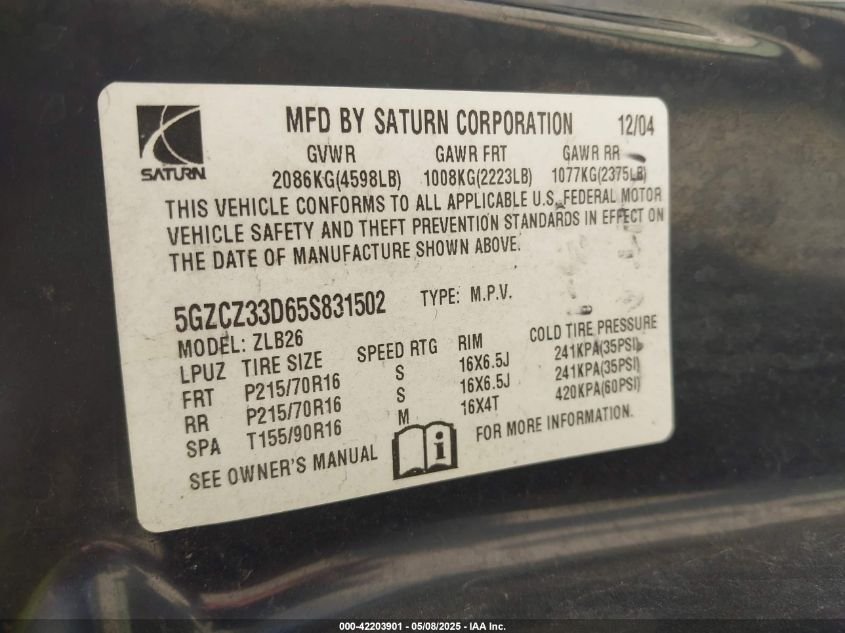 MFD BY SATURN CORPORATION 12/04
SATURN
GVWR GAWR FRT GAWR RR
2086KG(4598LB) 1008KG(2223LB) 1077KG(2375LB)
THIS VEHICLE CONFORMS TO ALL APPLICABLE U.S. FEDERAL MOTOR
VEHICLE SAFETY AND THEFT PREVENTION STANDARDS IN EFFECT ON
THE DATE OF MANUFACTURE SHOWN ABOVE.
5GZCZ33D65S831502 TYPE: M.P.V.
MODEL: ZLB26
LPUZ TIRE SIZE SPEED RTG RIM COLD TIRE PRESSURE
FRT P215/70R16 S 16X6.5J 241KPA(35PSI)
RR P215/70R16 S 16X6.5J 241KPA(35PSI)
SPA T155/90R16 M 16X4T 420KPA(60PSI)
SEE OWNER'S MANUAL i FOR MORE INFORMATION.
000-42203901 - 05/08/2025 - IAA Inc.